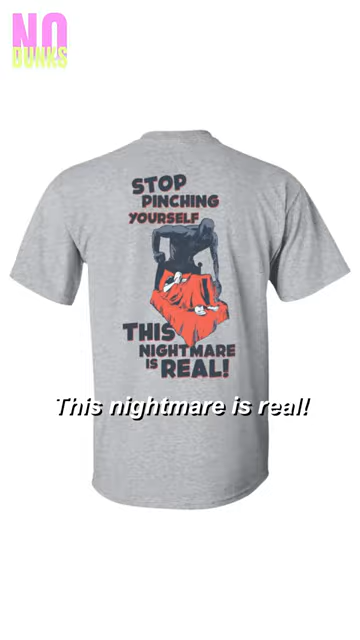 NO
DUNKS
STOP
PINCHING
YOURSELF
THIS
NIGHTMARE
IS REAL!
This nightmare is real!